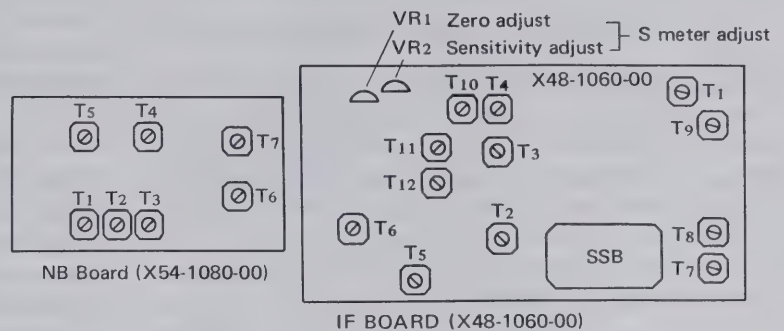 VR1 Zero adjust
VR2 Sensitivity adjust
S meter adjust
X48-1060-00
T5 T4
T7
T6
T1 T2 T3
NB Board (X54-1080-00)
T10 T4
T1
T9
T11
T3
T12
T6
T2
T5
SSB
T8
T7
IF BOARD (X48-1060-00)